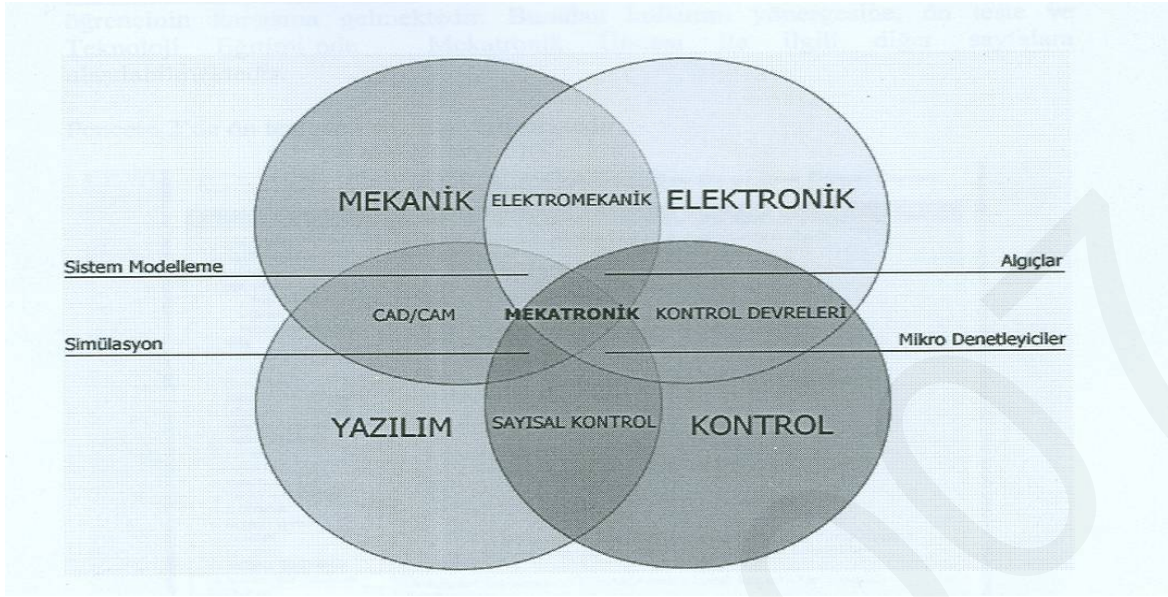 MEKANİK
ELEKTROMEKANİK
ELEKTRONİK
Sistem Modelleme
Algıçlar
CAD/CAM
MEKATRONİK
KONTROL DEVRELERİ
Simülasyon
Mikro Denetleyiciler
YAZILIM
SAYISAL KONTROL
KONTROL